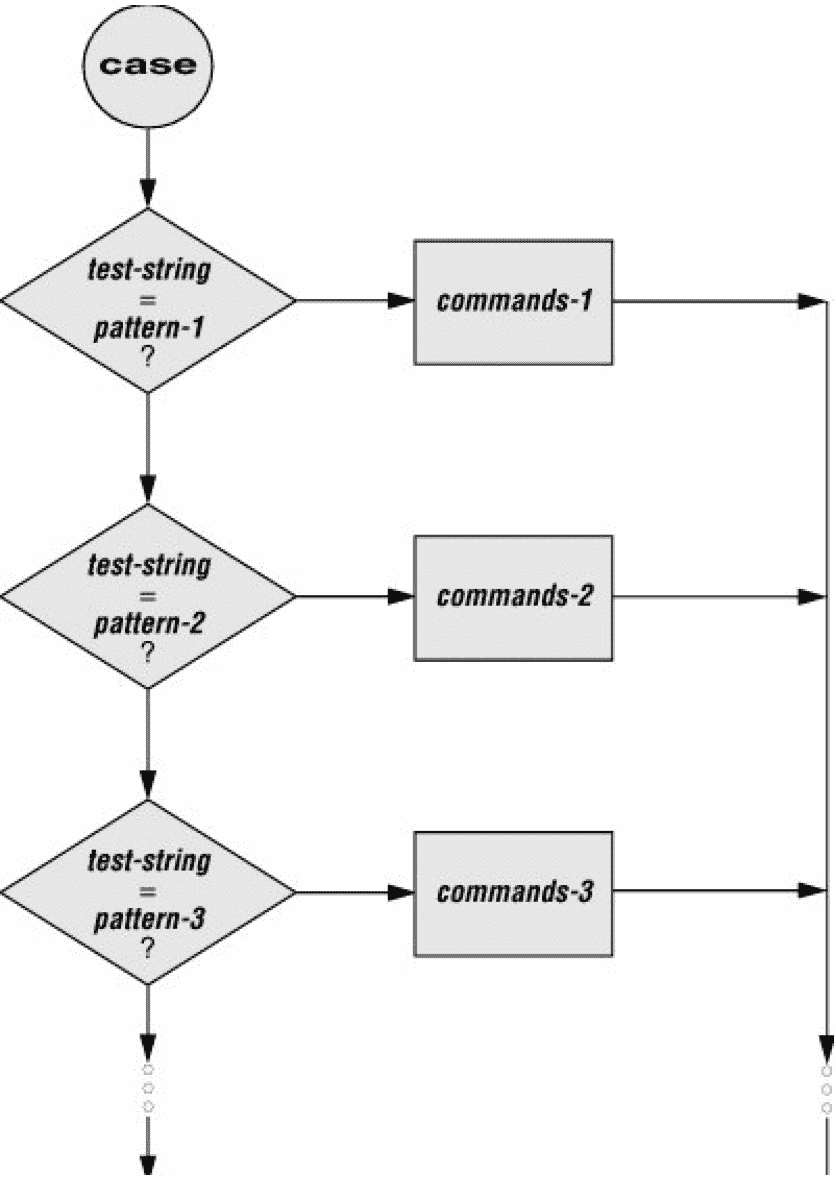 case
test-string
=
pattern-1
?
commands-1
test-string
=
pattern-2
?
commands-2
test-string
=
pattern-3
?
commands-3